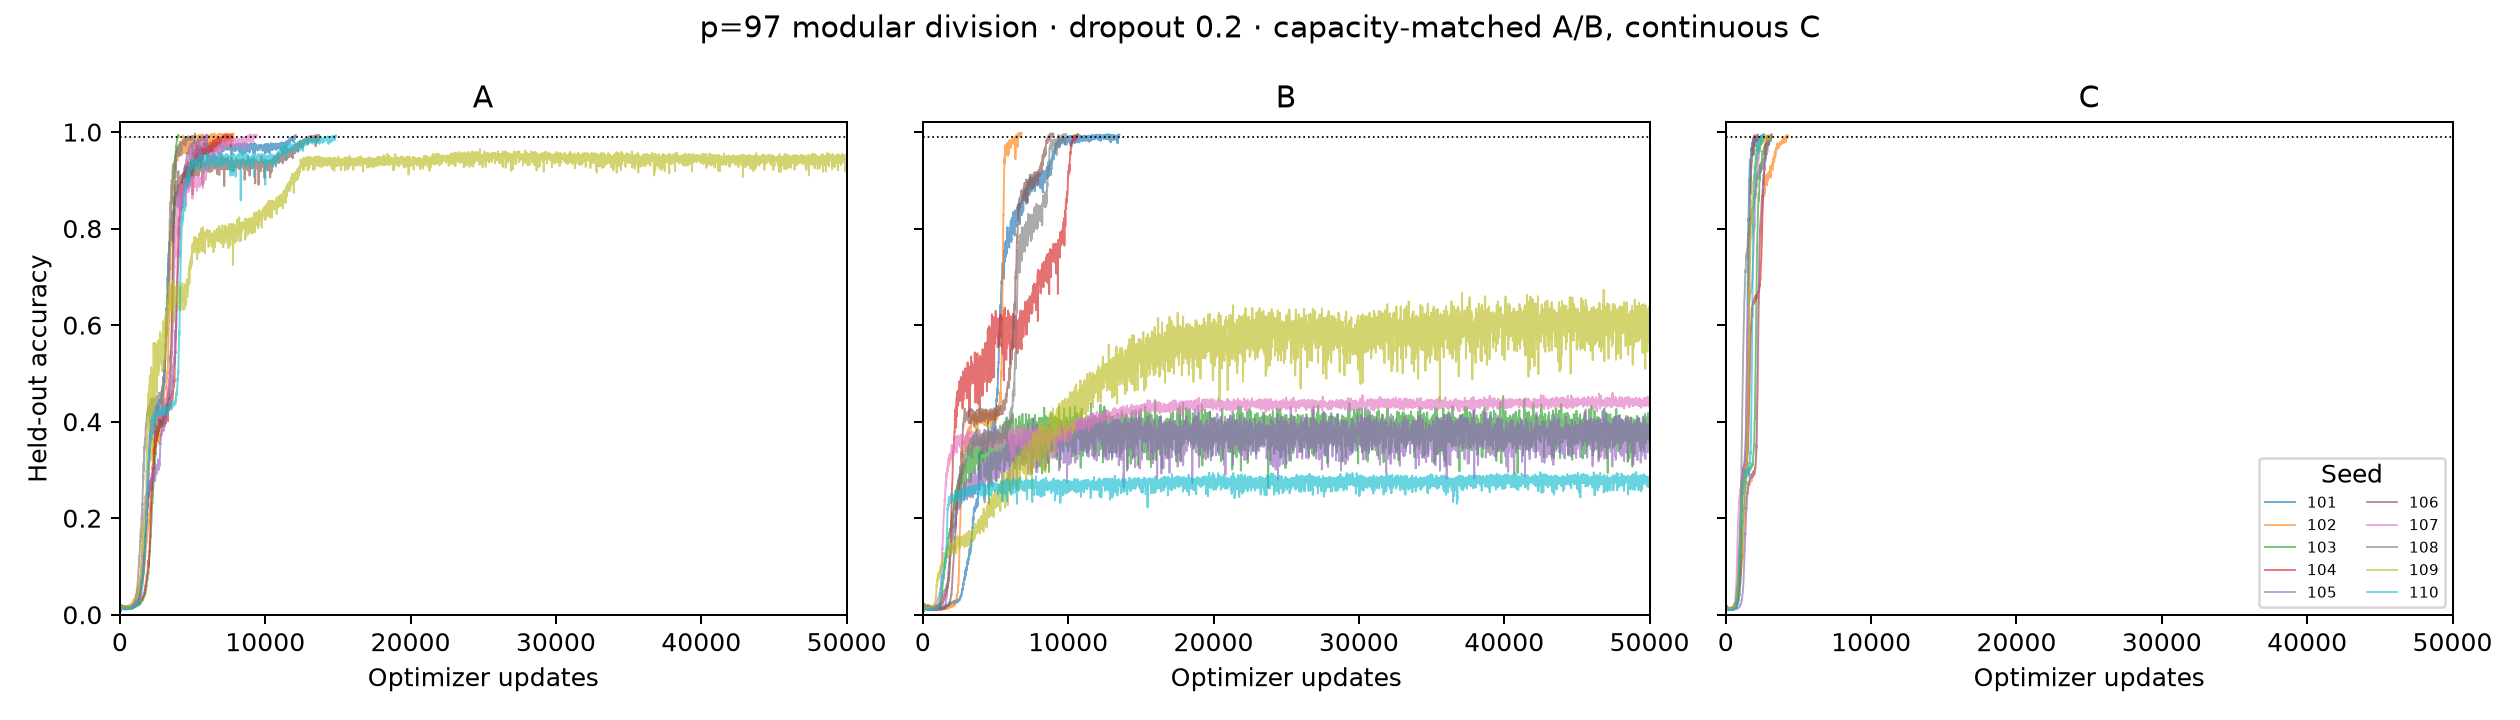 p=97 modular division · dropout 0.2 · capacity-matched A/B, continuous C
A
B
C
Held-out accuracy
1.0
0.8
0.6
0.4
0.2
0.0
0 10000 20000 30000 40000 50000
Optimizer updates
0 10000 20000 30000 40000 50000
Optimizer updates
0 10000 20000 30000 40000 50000
Optimizer updates
Seed
101 106
102 107
103 108
104 109
105 110